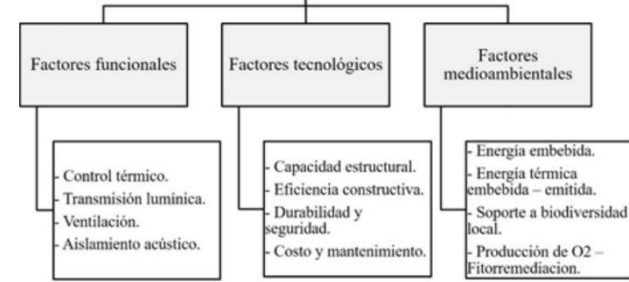 Factores funcionales
Factores tecnológicos
Factores
medioambientales
- Control térmico.
- Transmisión lumínica.
- Ventilación.
- Aislamiento acústico.
- Capacidad estructural.
- Eficiencia constructiva.
- Durabilidad y
seguridad.
- Costo y mantenimiento.
- Energía embebida.
- Energía térmica
embebida – emitida.
- Soporte a biodiversidad
local.
- Producción de O2 –
Fitorremediacion.